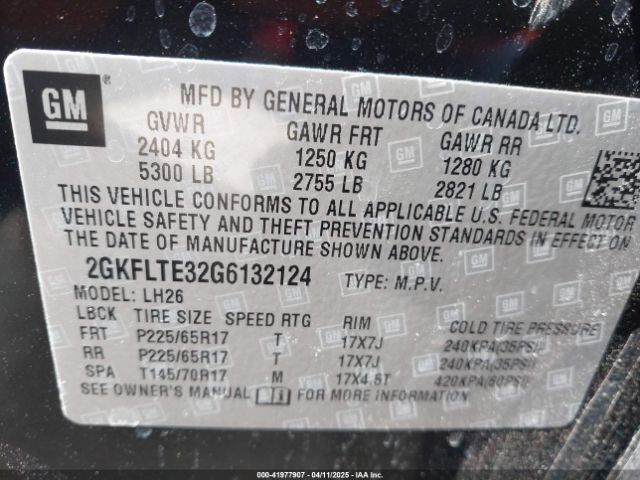 GM
®
MFD BY GENERAL MOTORS OF CANADA LTD.
GVWR GAWR FRT GAWR RR
2404 KG 1250 KG 1280 KG
5300 LB 2755 LB 2821 LB
THIS VEHICLE CONFORMS TO ALL APPLICABLE U.S. FEDERAL MOTOR
VEHICLE SAFETY AND THEFT PREVENTION STANDARDS IN EFFECT ON
THE DATE OF MANUFACTURE SHOWN ABOVE.
2GKFLTE32G6132124 TYPE: M.P.V.
MODEL: LH26
LBCK TIRE SIZE SPEED RTG RIM COLD TIRE PRESSURE
FRT P225/65R17 T 17X7J 240KPA(35PSI)
RR P225/65R17 T 17X7J 240KPA(35PSI)
SPA T145/70R17 M 17X4.5T 420KPA(60PSI)
SEE OWNER'S MANUAL FOR MORE INFORMATION
000-41977907 - 04/11/2025 - IAA, LLC.